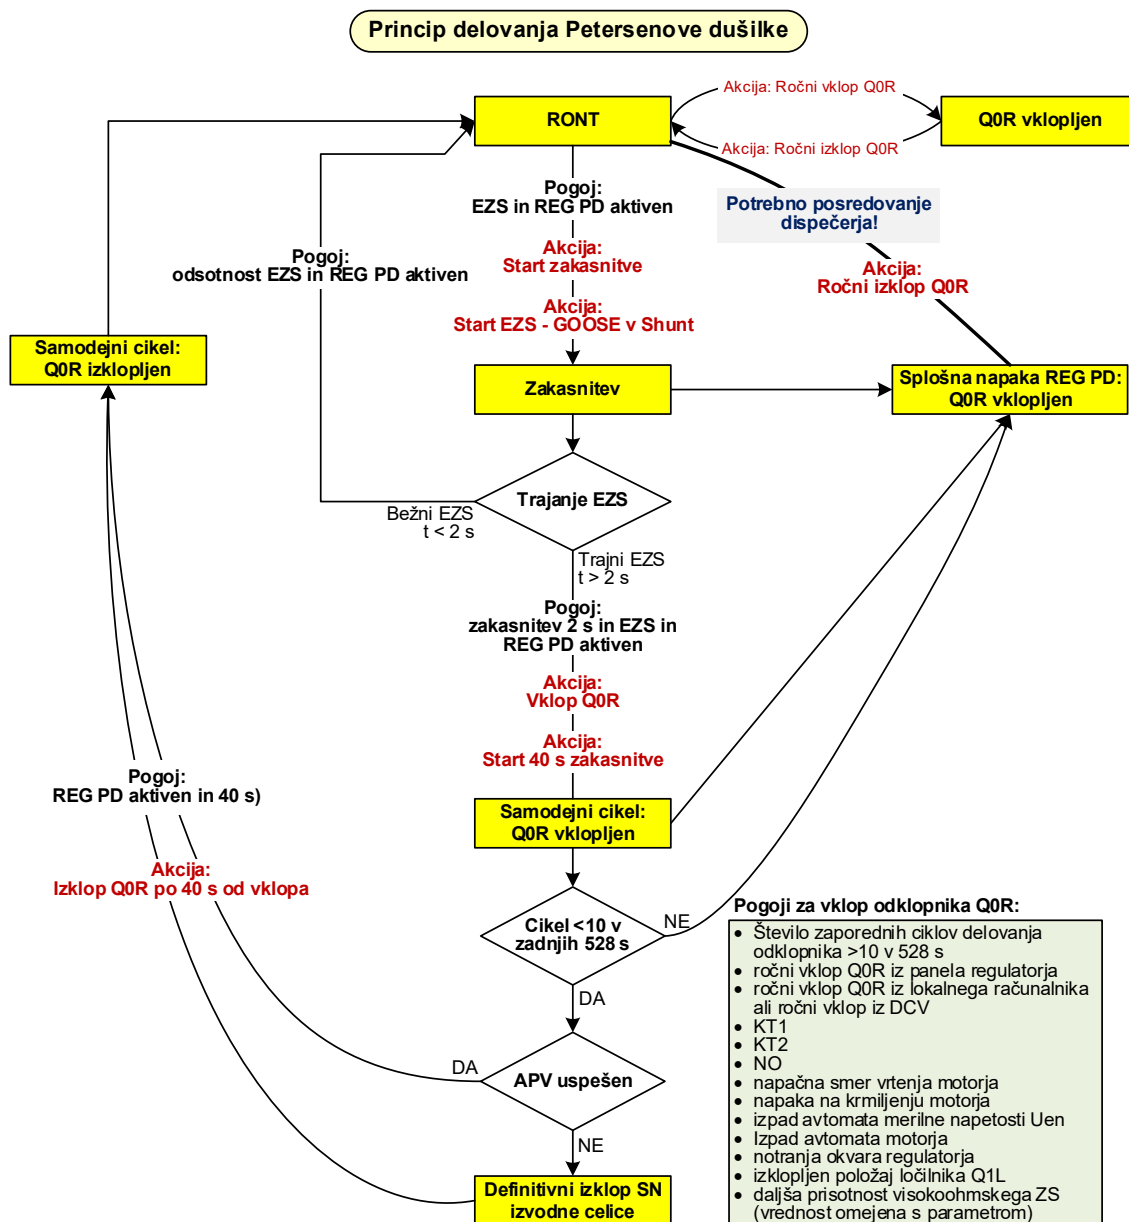 Princip delovanja Petersenove dušilke
RONT
Akcija: Ročni vklop Q0R
Akcija: Ročni izklop Q0R
Q0R vklopljen
Pogoj:
EZS in REG PD aktiven
Akcija:
Start zakasnitve
Akcija:
Start EZS - GOOSE v Shunt
Potrebno posredovanje
dispečerja!
Akcija:
Ročni izklop Q0R
Pogoj:
odsotnost EZS in REG PD aktiven
Samodejni cikel:
Q0R izklopljen
Zakasnitev
Splošna napaka REG PD:
Q0R vklopljen
Trajanje EZS
Bežni EZS
t < 2 s
Trajni EZS
t > 2 s
Pogoj:
zakasnitev 2 s in EZS in
REG PD aktiven
Akcija:
Vklop Q0R
Akcija:
Start 40 s zakasnitve
Pogoj:
REG PD aktiven in 40 s)
Akcija:
Izklop Q0R po 40 s od vklopa
Samodejni cikel:
Q0R vklopljen
Cikel <10 v
zadnjih 528 s
NE
DA
APV uspešen
DA
NE
Definitivni izklop SN
izvodne celice
Pogoji za vklop odklopnika Q0R:
• Število zaporednih ciklov delovanja
odklopnika >10 v 528 s
• ročni vklop Q0R iz panela regulatorja
• ročni vklop Q0R iz lokalnega računalnika
ali ročni vklop iz DCV
• KT1
• KT2
• NO
• napačna smer vrtenja motorja
• napaka na krmiljenju motorja
• izpad avtomata merilne napetosti Uen
• Izpad avtomata motorja
• notranja okvara regulatorja
• izklopljen položaj ločilnika Q1L
• daljša prisotnost visokoohmskega ZS
(vrednost omejena s parametrom)